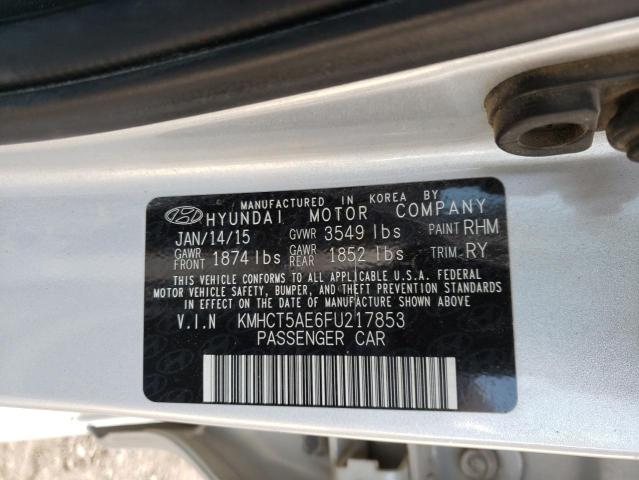 MANUFACTURED IN KOREA BY
HYUNDAI MOTOR COMPANY
JAN/14/15 GVWR 3549 lbs PAINT RHM
GAWR FRONT 1874 lbs GAWR REAR 1852 lbs TRIM RY
THIS VEHICLE CONFORMS TO ALL APPLICABLE U.S.A. FEDERAL
MOTOR VEHICLE SAFETY, BUMPER, AND THEFT PREVENTION STANDARDS
IN EFFECT ON THE DATE OF MANUFACTURE SHOWN ABOVE.
V.I.N KMHCT5AE6FU217853
PASSENGER CAR